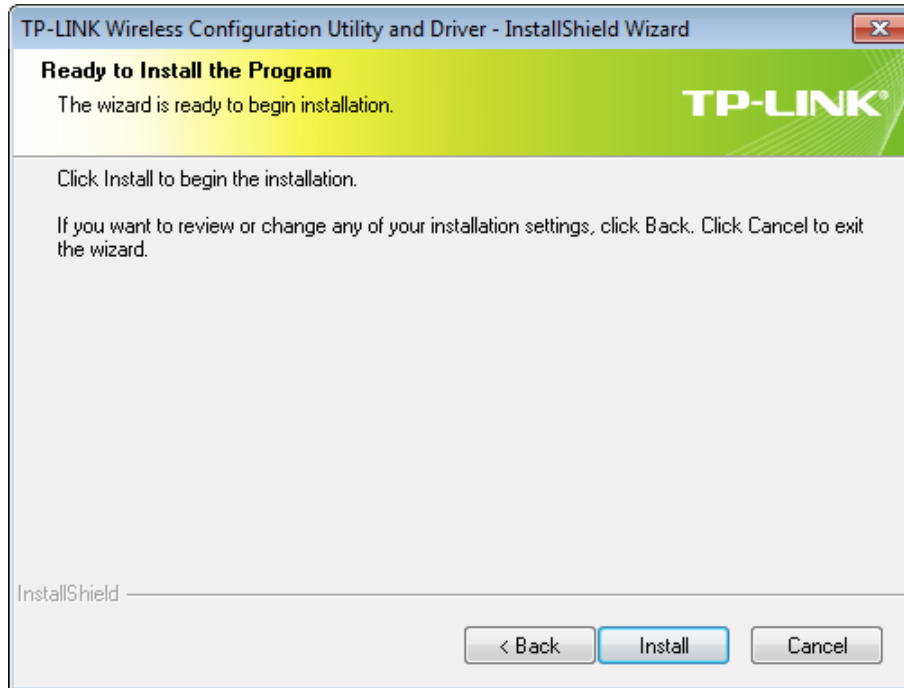 TP-LINK Wireless Configuration Utility and Driver - InstallShield Wizard
Ready to Install the Program
The wizard is ready to begin installation.
TP-LINK®
Click Install to begin the installation.
If you want to review or change any of your installation settings, click Back. Click Cancel to exit
the wizard.
InstallShield
< Back
Install
Cancel